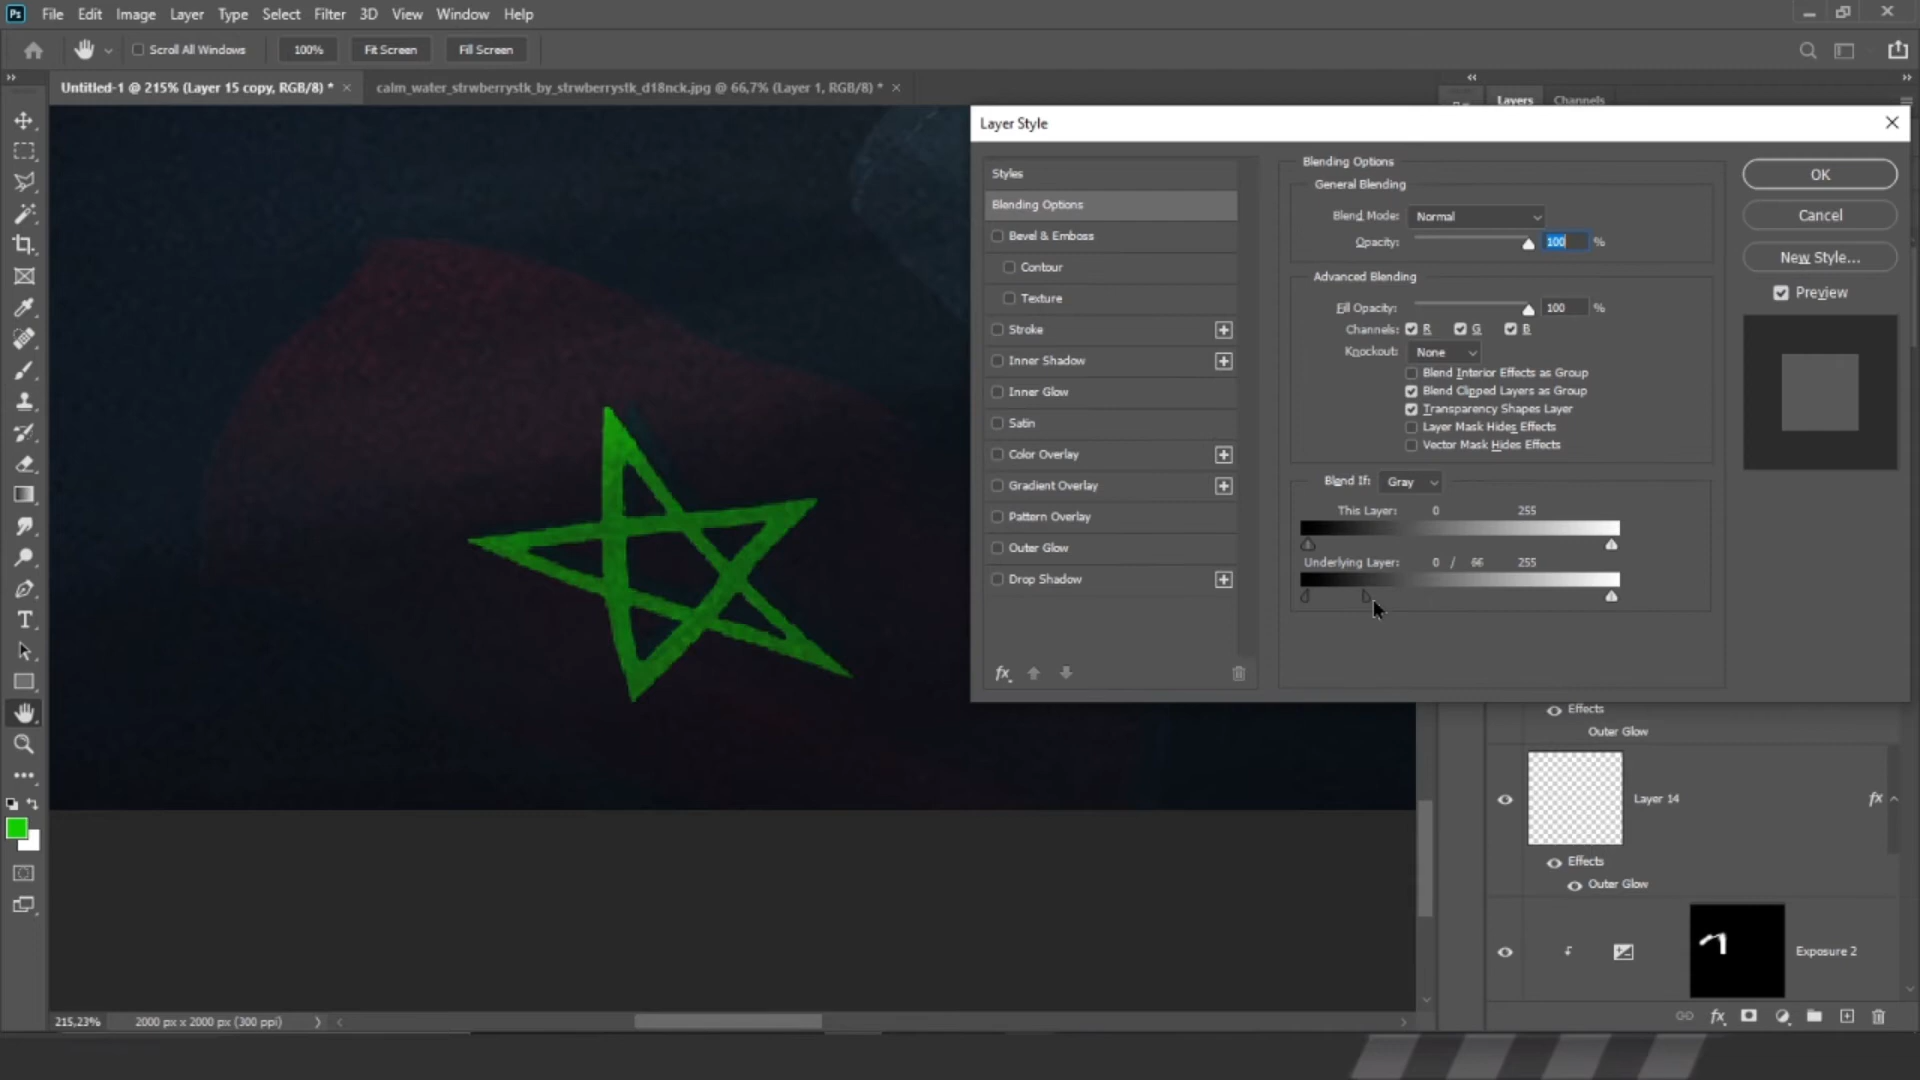 Ps File Edit Image Layer Type Select Filter 3D View Window Help
Scroll All Windows 100% Fit Screen Fill Screen
Untitled-1 @ 215% (Layer 15 copy, RGB/8) * × calm_water_strwberrystk_by_strwberrystk_d18nck.jpg @ 66,7% (Layer 1, RGB/8) * ×
Layers Channels
Layer Style
Styles
Blending Options
Bevel & Emboss
Contour
Texture
Stroke
Inner Shadow
Inner Glow
Satin
Color Overlay
Gradient Overlay
Pattern Overlay
Outer Glow
Drop Shadow
fx
Blending Options
General Blending
Blend Mode: Normal
Opacity: 100 %
Advanced Blending
Fill Opacity: 100 %
Channels: R G B
Knockout: None
Blend Interior Effects as Group
Blend Clipped Layers as Group
Transparency Shapes Layer
Layer Mask Hides Effects
Vector Mask Hides Effects
Blend If: Gray
This Layer: 0 255
Underlying Layer: 0 / 66 255
OK
Cancel
New Style...
Preview
Effects
Outer Glow
Layer 14 fx
Effects
Outer Glow
Exposure 2
fx
215,23% 2000 px x 2000 px (300 ppi)